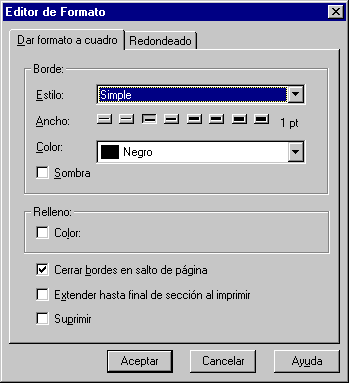 Editor de Formato
Dar formato a cuadro Redondeado
Borde:
Estilo: Simple
Ancho: 1 pt
Color: Negro
Sombra
Relleno:
Color:
Cerrar bordes en salto de página
Extender hasta final de sección al imprimir
Suprimir
Aceptar Cancelar Ayuda